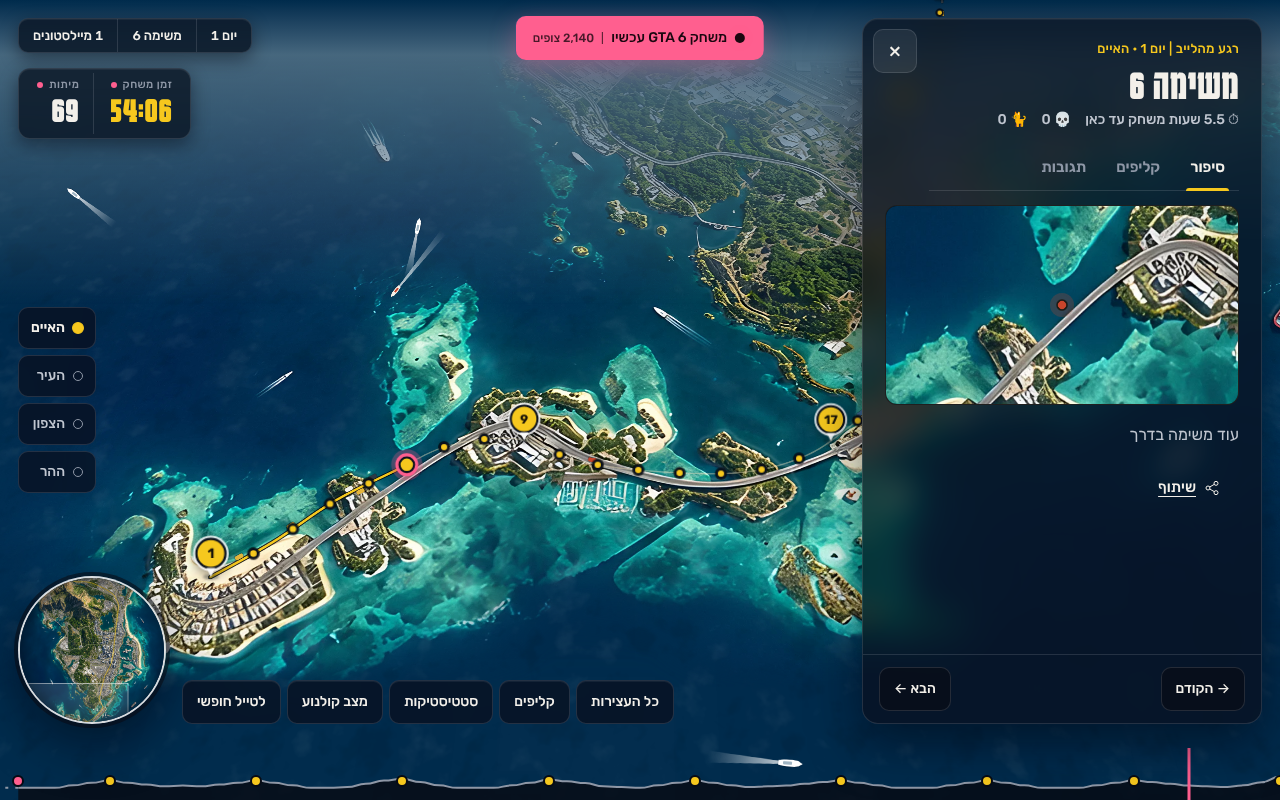 יום 1
משימה 6
1 מיילסטונים
משחק GTA 6 עכשיו | 2,140 צופים
זמן משחק
54:06
מיתות
69
רגע מהלייב | יום 1 • האיים
משימה 6
⏱ 5.5 שעות משחק עד כאן 💀 0 🐈 0
סיפור
קליפים
תגובות
עוד משימה בדרך
שיתוף
→ הקודם
הבא ←
האיים
העיר
הצפון
ההר
1
9
17
כל העצירות
קליפים
סטטיסטיקות
מצב קולנוע
לטייל חופשי